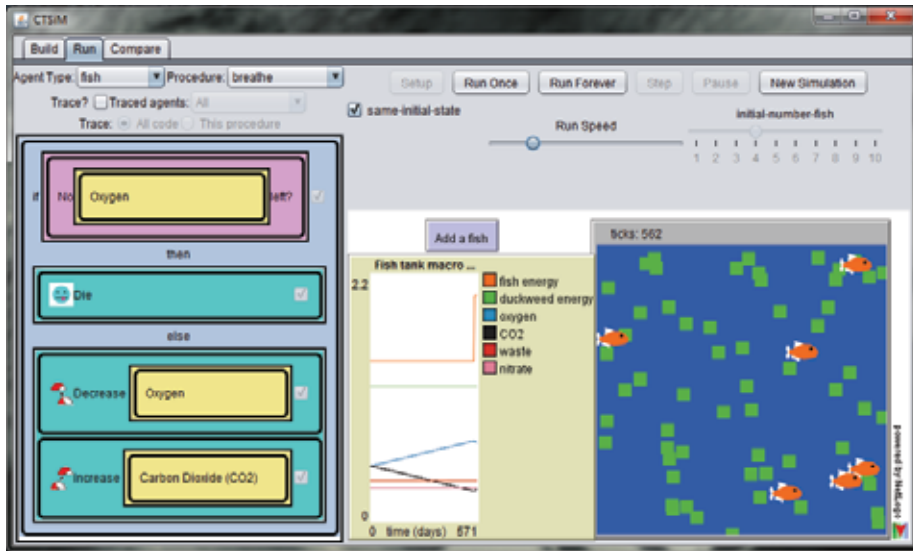 CTSIM
Build Run Compare
Agent Type: fish Procedure: breathe
Trace? Traced agents: All
Trace: All code This procedure
Setup Run Once Run Forever Step Pause New Simulation
same-initial-state
Run Speed
initial-number-fish
1 2 3 4 5 6 7 8 9 10
if No Oxygen left?
then
Die
else
Decrease Oxygen
Increase Carbon Dioxide (CO2)
Add a fish
Fish tank macro ...
2.2
0
0 time (days) 671
fish energy
duckweed energy
oxygen
CO2
waste
nitrate
ticks: 562
powered by NetLogo